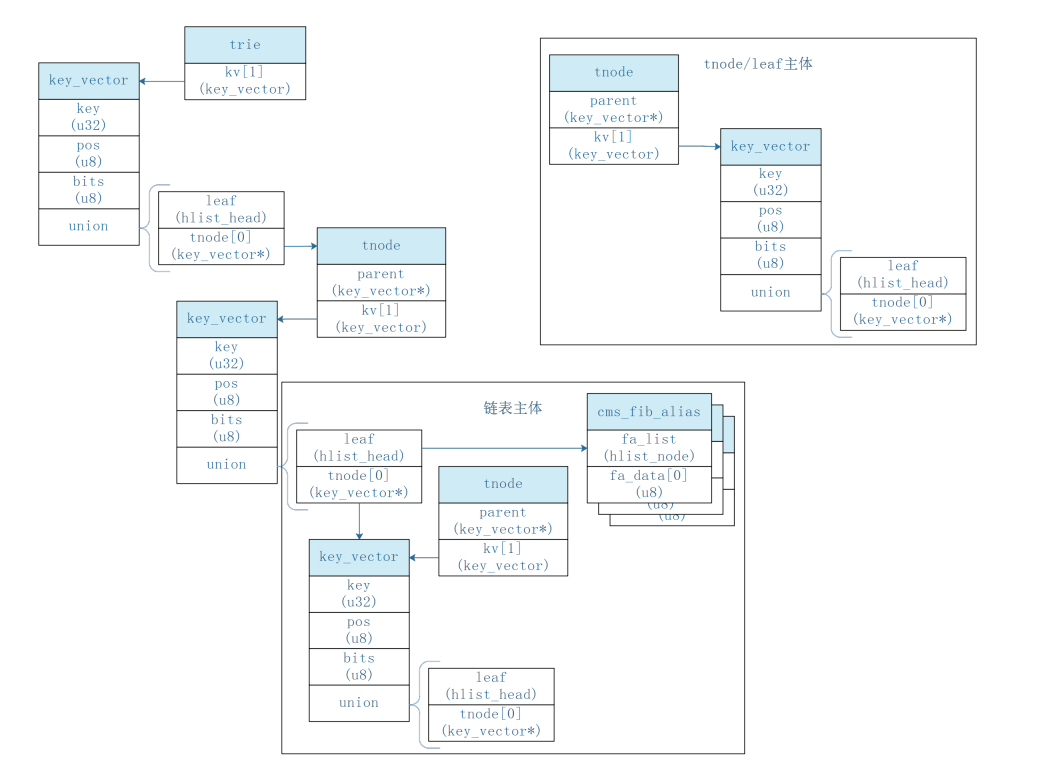 trie
kv[1]
(key_vector)
key_vector
key
(u32)
pos
(u8)
bits
(u8)
union
leaf
(hlist_head)
tnode[0]
(key_vector*)
tnode
parent
(key_vector*)
kv[1]
(key_vector)
key_vector
key
(u32)
pos
(u8)
bits
(u8)
union
链表主体
leaf
(hlist_head)
tnode[0]
(key_vector*)
cms_fib_alias
fa_list
(hlist_node)
fa_data[0]
(u8)
(u8)
(u8)
tnode
parent
(key_vector*)
kv[1]
(key_vector)
key_vector
key
(u32)
pos
(u8)
bits
(u8)
union
leaf
(hlist_head)
tnode[0]
(key_vector*)
tnode/leaf主体
tnode
parent
(key_vector*)
kv[1]
(key_vector)
key_vector
key
(u32)
pos
(u8)
bits
(u8)
union
leaf
(hlist_head)
tnode[0]
(key_vector*)